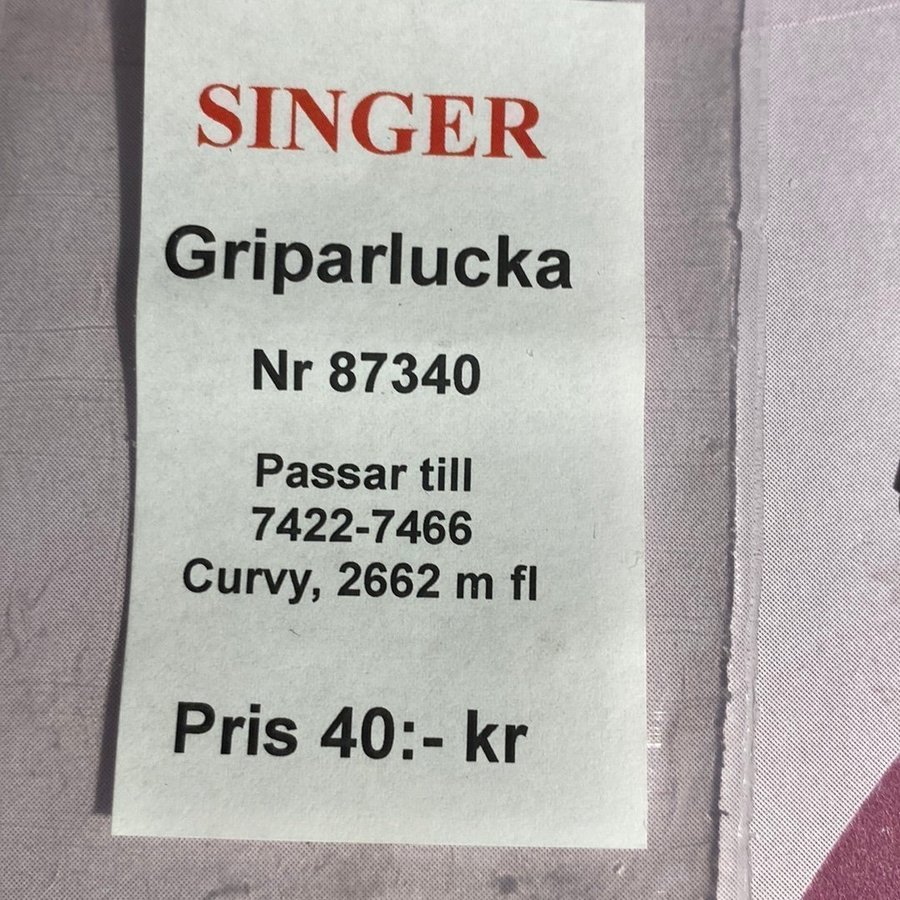 SINGER
Griparlucka
Nr 87340
Passar till
7422-7466
Curvy, 2662 m fl
Pris 40:- kr